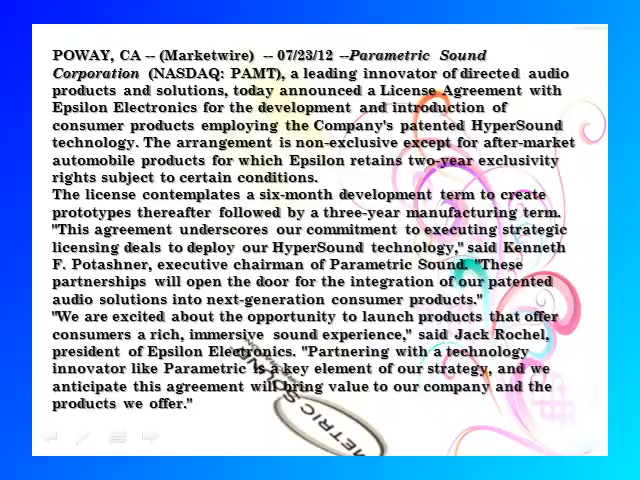 POWAY, CA -- (Marketwire) -- 07/23/12 --Parametric Sound
Corporation (NASDAQ: PAMT), a leading innovator of directed audio
products and solutions, today announced a License Agreement with
Epsilon Electronics for the development and introduction of
consumer products employing the Company's patented HyperSound
technology. The arrangement is non-exclusive except for after-market
automobile products for which Epsilon retains two-year exclusivity
rights subject to certain conditions.
The license contemplates a six-month development term to create
prototypes thereafter followed by a three-year manufacturing term.
"This agreement underscores our commitment to executing strategic
licensing deals to deploy our HyperSound technology," said Kenneth
F. Potashner, executive chairman of Parametric Sound. "These
partnerships will open the door for the integration of our patented
audio solutions into next-generation consumer products."
"We are excited about the opportunity to launch products that offer
consumers a rich, immersive sound experience," said Jack Rochel,
president of Epsilon Electronics. "Partnering with a technology
innovator like Parametric is a key element of our strategy, and we
anticipate this agreement will bring value to our company and the
products we offer."